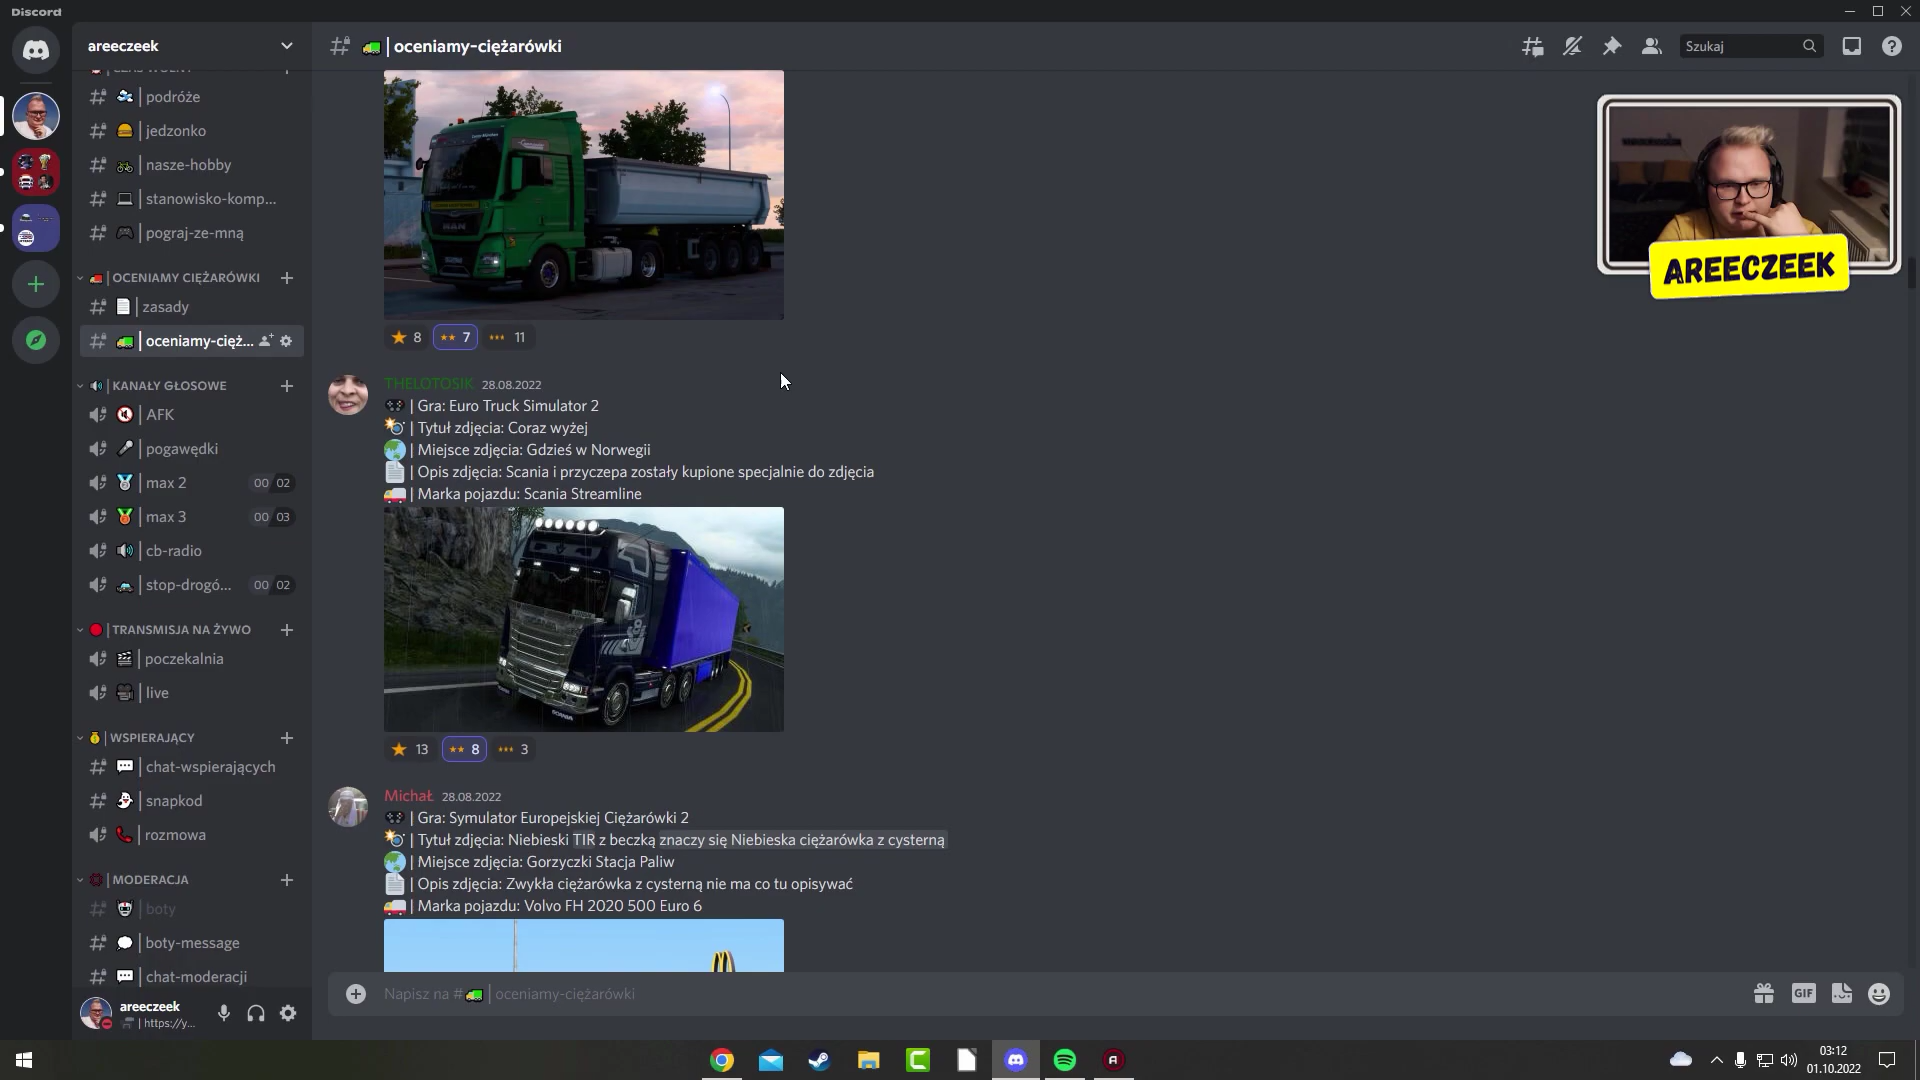 Discord
areeczeek
podróże
jedzonko
nasze-hobby
stanowisko-komp...
pograj-ze-mną
OCENIAMY CIĘŻARÓWKI
zasady
oceniamy-cięż...
KANAŁY GŁOSOWE
AFK
pogawędki
max 2 00 02
max 3 00 03
cb-radio
stop-drogó... 00 02
TRANSMISJA NA ŻYWO
poczekalnia
live
WSPIERAJĄCY
chat-wspierających
snapkod
rozmowa
MODERACJA
boty
boty-message
chat-moderacji
areeczeek
| https://y...
| oceniamy-ciężarówki
Szukaj
MAN
8 7 11
THELOTOSIK 28.08.2022
| Gra: Euro Truck Simulator 2
| Tytuł zdjęcia: Coraz wyżej
| Miejsce zdjęcia: Gdzieś w Norwegii
| Opis zdjęcia: Scania i przyczepa zostały kupione specjalnie do zdjęcia
| Marka pojazdu: Scania Streamline
SCANIA
13 8 3
Michał 28.08.2022
| Gra: Symulator Europejskiej Ciężarówki 2
| Tytuł zdjęcia: Niebieski TIR z beczką znaczy się Niebieska ciężarówka z cysterną
| Miejsce zdjęcia: Gorzyczki Stacja Paliw
| Opis zdjęcia: Zwykła ciężarówka z cysterną nie ma co tu opisywać
| Marka pojazdu: Volvo FH 2020 500 Euro 6
Napisz na # | oceniamy-ciężarówki
GIF
AREECZEEK
03:12
01.10.2022